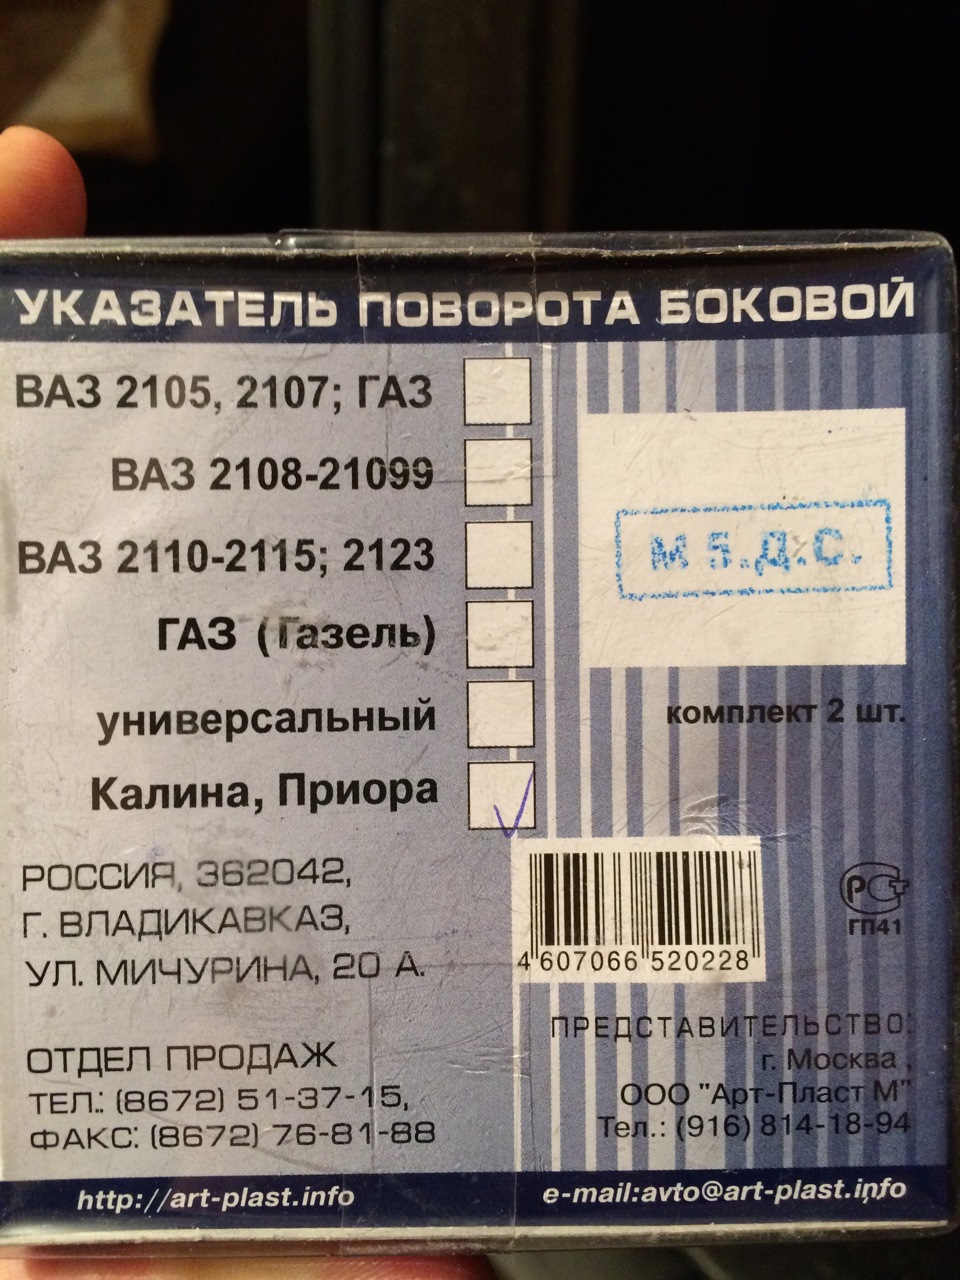 УКАЗАТЕЛЬ ПОВОРОТА БОКОВОЙ
ВАЗ 2105, 2107; ГАЗ
ВАЗ 2108-21099
ВАЗ 2110-2115; 2123
ГАЗ (Газель)
универсальный
Калина, Приора
М 5.Д.С.
комплект 2 шт.
РОССИЯ, 362042,
Г. ВЛАДИКАВКАЗ,
УЛ. МИЧУРИНА, 20 А.
4 607066 520228
РСТ
ГП41
ОТДЕЛ ПРОДАЖ
ТЕЛ.: (8672) 51-37-15,
ФАКС: (8672) 76-81-88
ПРЕДСТАВИТЕЛЬСТВО:
г. Москва ,
ООО "Арт-Пласт М"
Тел.: (916) 814-18-94
http://art-plast.info
e-mail:avto@art-plast.info